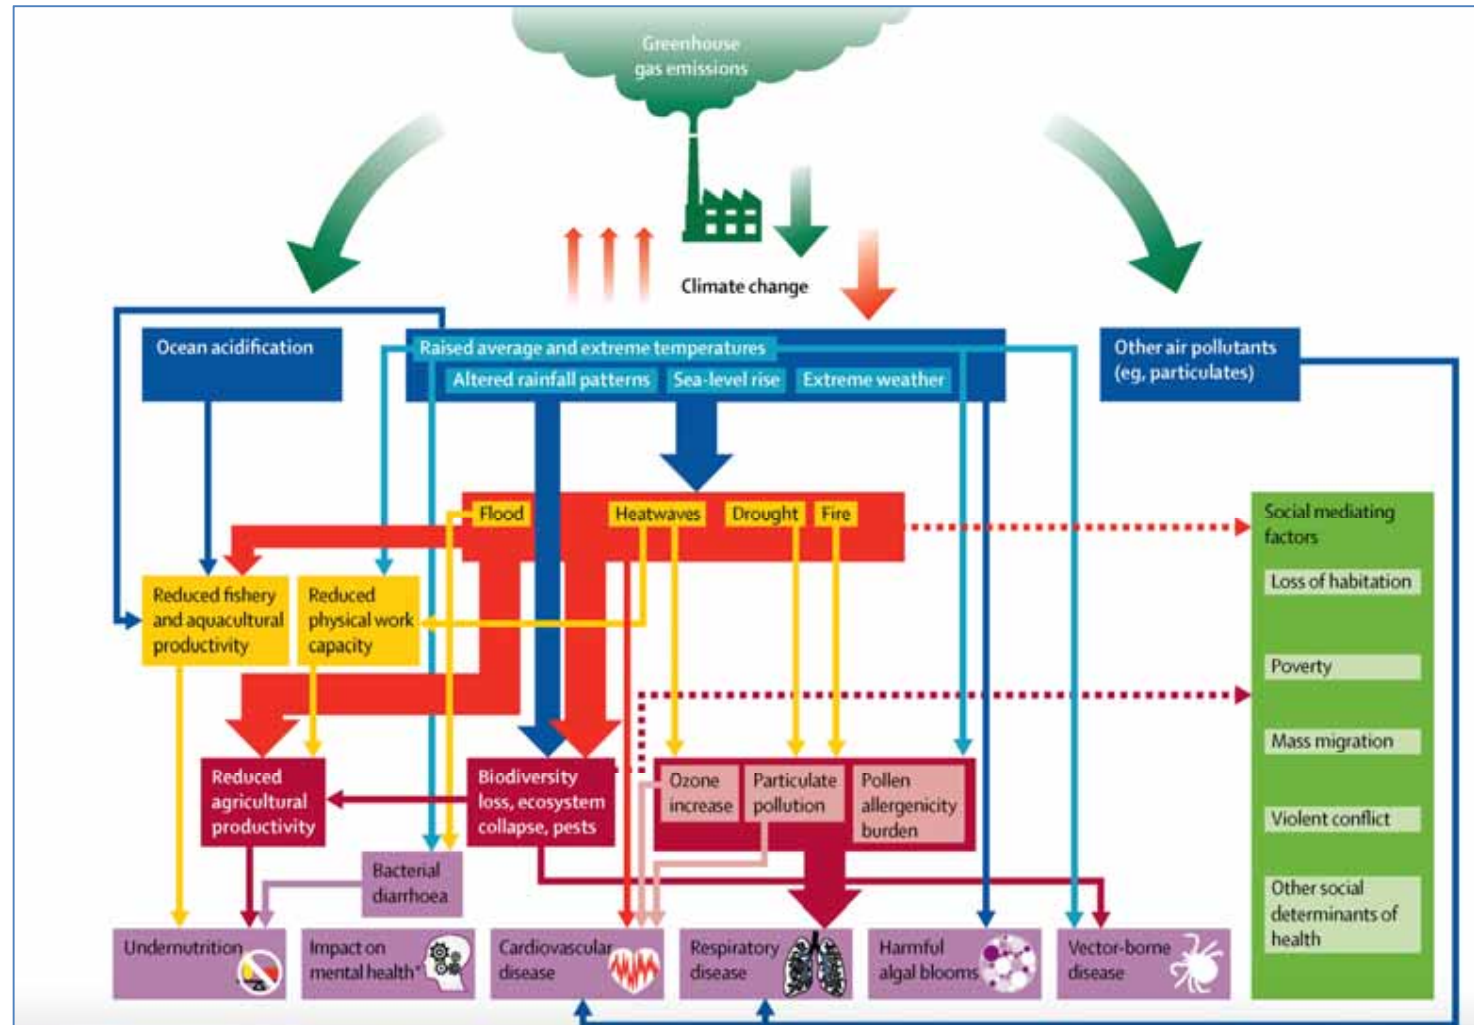 Greenhouse
gas emissions
Climate change
Ocean acidification
Raised average and extreme temperatures
Altered rainfall patterns
Sea-level rise
Extreme weather
Other air pollutants
(eg, particulates)
Flood
Heatwaves
Drought
Fire
Social mediating
factors
Loss of habitation
Poverty
Mass migration
Violent conflict
Other social
determinants of
health
Reduced fishery
and aquacultural
productivity
Reduced
physical work
capacity
Reduced
agricultural
productivity
Biodiversity
loss, ecosystem
collapse, pests
Ozone
increase
Particulate
pollution
Pollen
allergenicity
burden
Bacterial
diarrhoea
Undernutrition
Impact on
mental health*
Cardiovascular
disease
Respiratory
disease
Harmful
algal blooms
Vector-borne
disease